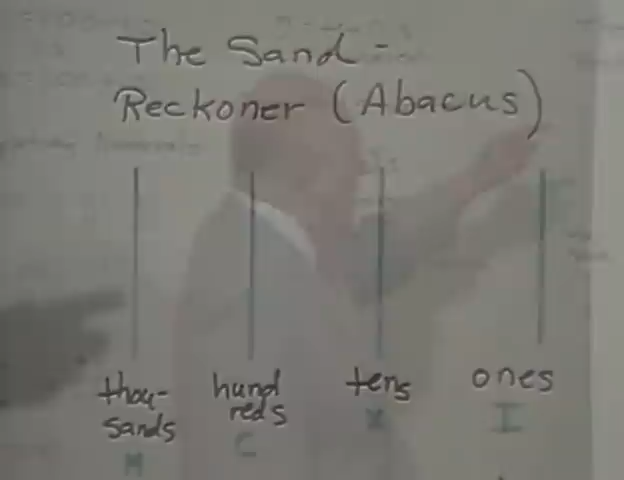 The Sand-
Reckoner (Abacus)
thou- hund tens ones
sands reds X I
M C